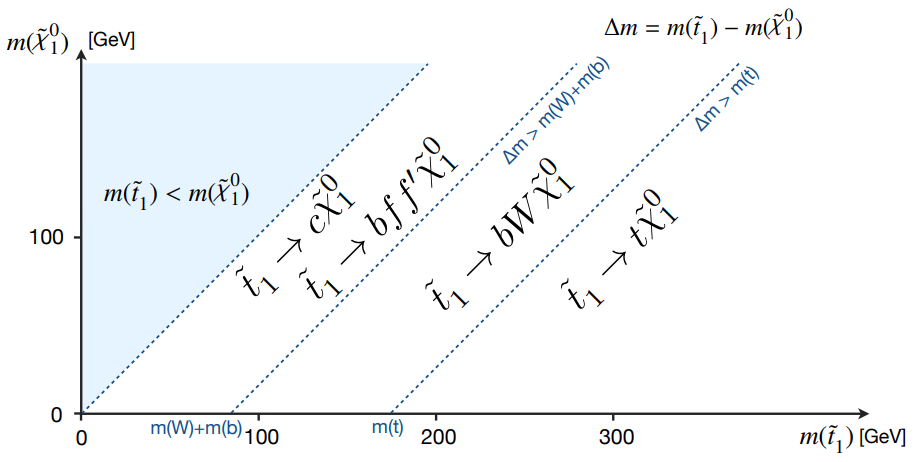 Δm = m(t̃₁) − m(χ̃₁⁰)
m(χ̃₁⁰) [GeV]
Δm > m(W)+m(b)
Δm > m(t)
m(t̃₁) < m(χ̃₁⁰)
t̃₁ → cχ̃₁⁰
t̃₁ → bff′χ̃₁⁰
t̃₁ → bWχ̃₁⁰
t̃₁ → tχ̃₁⁰
100
0
m(W)+m(b)
m(t)
0 100 200 300
m(t̃₁) [GeV]